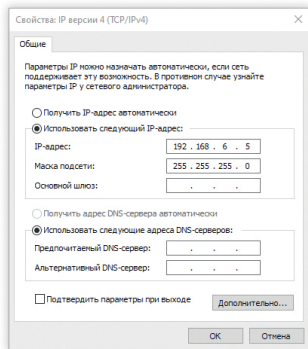 Свойства: IP версии 4 (TCP/IPv4)
Общие
Параметры IP можно назначать автоматически, если сеть
поддерживает эту возможность. В противном случае узнайте
параметры IP у сетевого администратора.
Получить IP-адрес автоматически
Использовать следующий IP-адрес:
IP-адрес: 192 . 168 . 6 . 5
Маска подсети: 255 . 255 . 255 . 0
Основной шлюз: . . .
Получить адрес DNS-сервера автоматически
Использовать следующие адреса DNS-серверов:
Предпочитаемый DNS-сервер: . . .
Альтернативный DNS-сервер: . . .
Подтвердить параметры при выходе
Дополнительно...
ОК Отмена